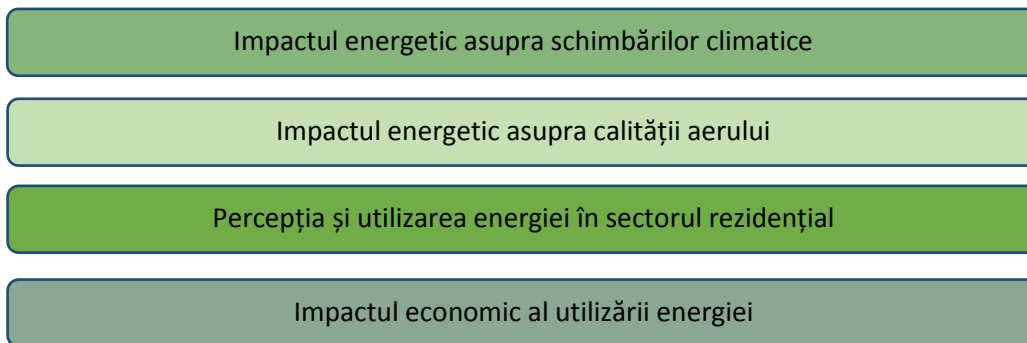 Impactul energetic asupra schimbărilor climatice
Impactul energetic asupra calității aerului
Percepția și utilizarea energiei în sectorul rezidențial
Impactul economic al utilizării energiei